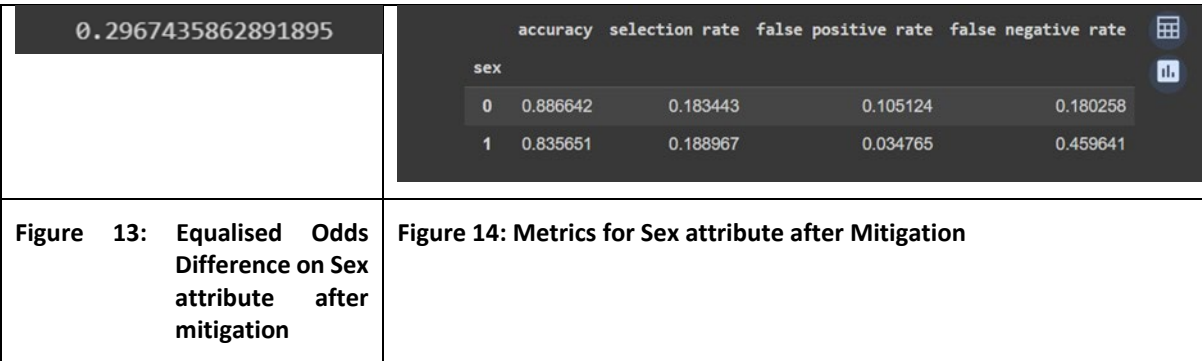 0.2967435862891895
accuracy selection rate false positive rate false negative rate
sex
0 0.886642 0.183443 0.105124 0.180258
1 0.835651 0.188967 0.034765 0.459641
Figure 13: Equalised Odds
Difference on Sex
attribute after
mitigation
Figure 14: Metrics for Sex attribute after Mitigation